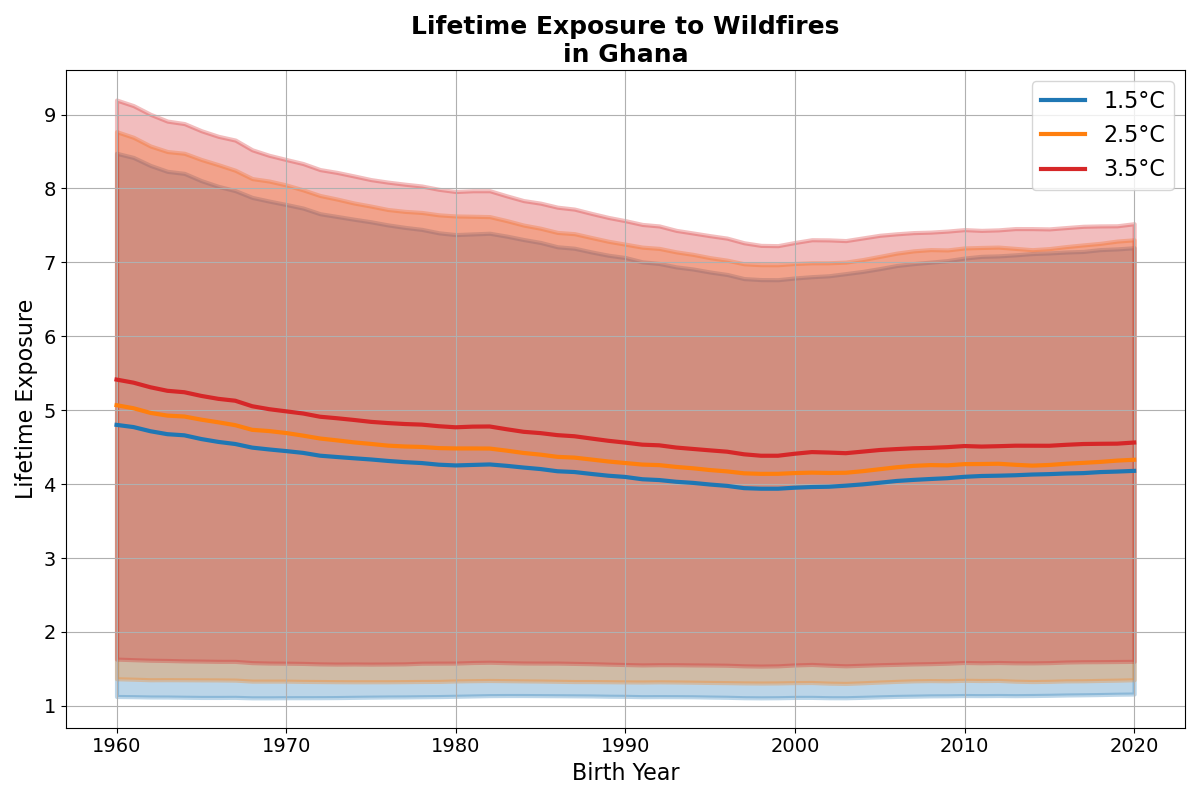 Lifetime Exposure to Wildfires
in Ghana
1.5°C
2.5°C
3.5°C
Lifetime Exposure
9
8
7
6
5
4
3
2
1
1960
1970
1980
1990
2000
2010
2020
Birth Year